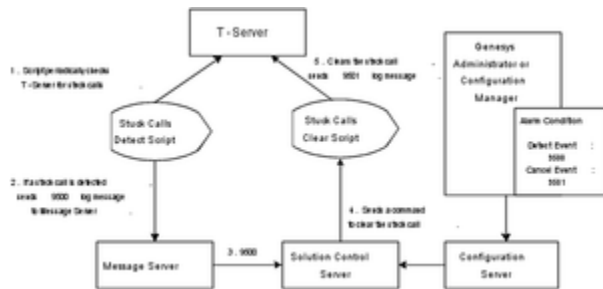 T-Server
1 . Script periodically checks
T-Server for stuck calls
5 . Clears the stuck call
sends 9501 log message
Genesys
Administrator or
Configuration
Manager
Stuck Calls
Detect Script
Stuck Calls
Clear Script
Alarm Condition
Detect Event :
9500
Cancel Event :
9501
2 . If a stuck call is detected
sends 9500 log message
to Message Server
4 . Sends a command
to clear the stuck call
Message Server
3 . 9500
Solution Control
Server
Configuration
Server